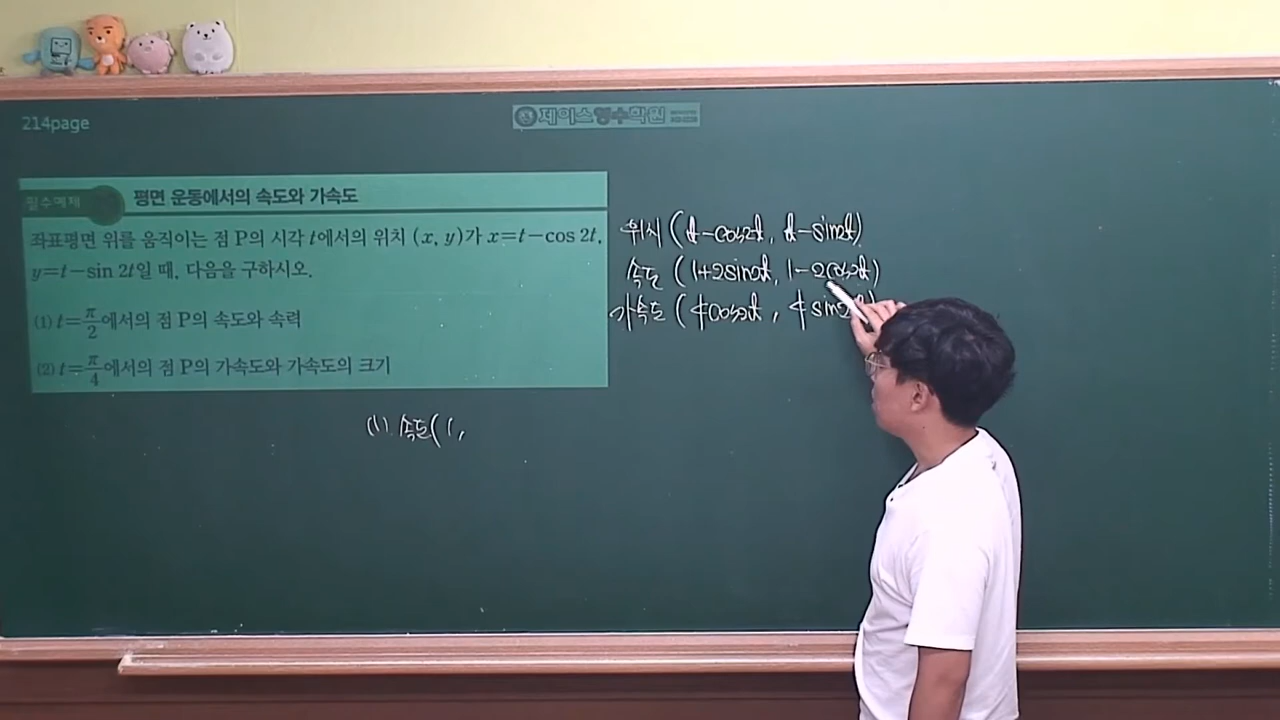 214page
제이스영수학원
필수예제
평면 운동에서의 속도와 가속도
좌표평면 위를 움직이는 점 P의 시각 t에서의 위치 (x, y)가 x=t−cos 2t,
y=t−sin 2t일 때, 다음을 구하시오.
(1) t=π/2에서의 점 P의 속도와 속력
(2) t=π/4에서의 점 P의 가속도와 가속도의 크기
위치 (t−cos2t, t−sin2t)
속도 (1+2sin2t, 1−2cos2t)
가속도 (4cos2t, 4sin2t)
(1) 속도(1,